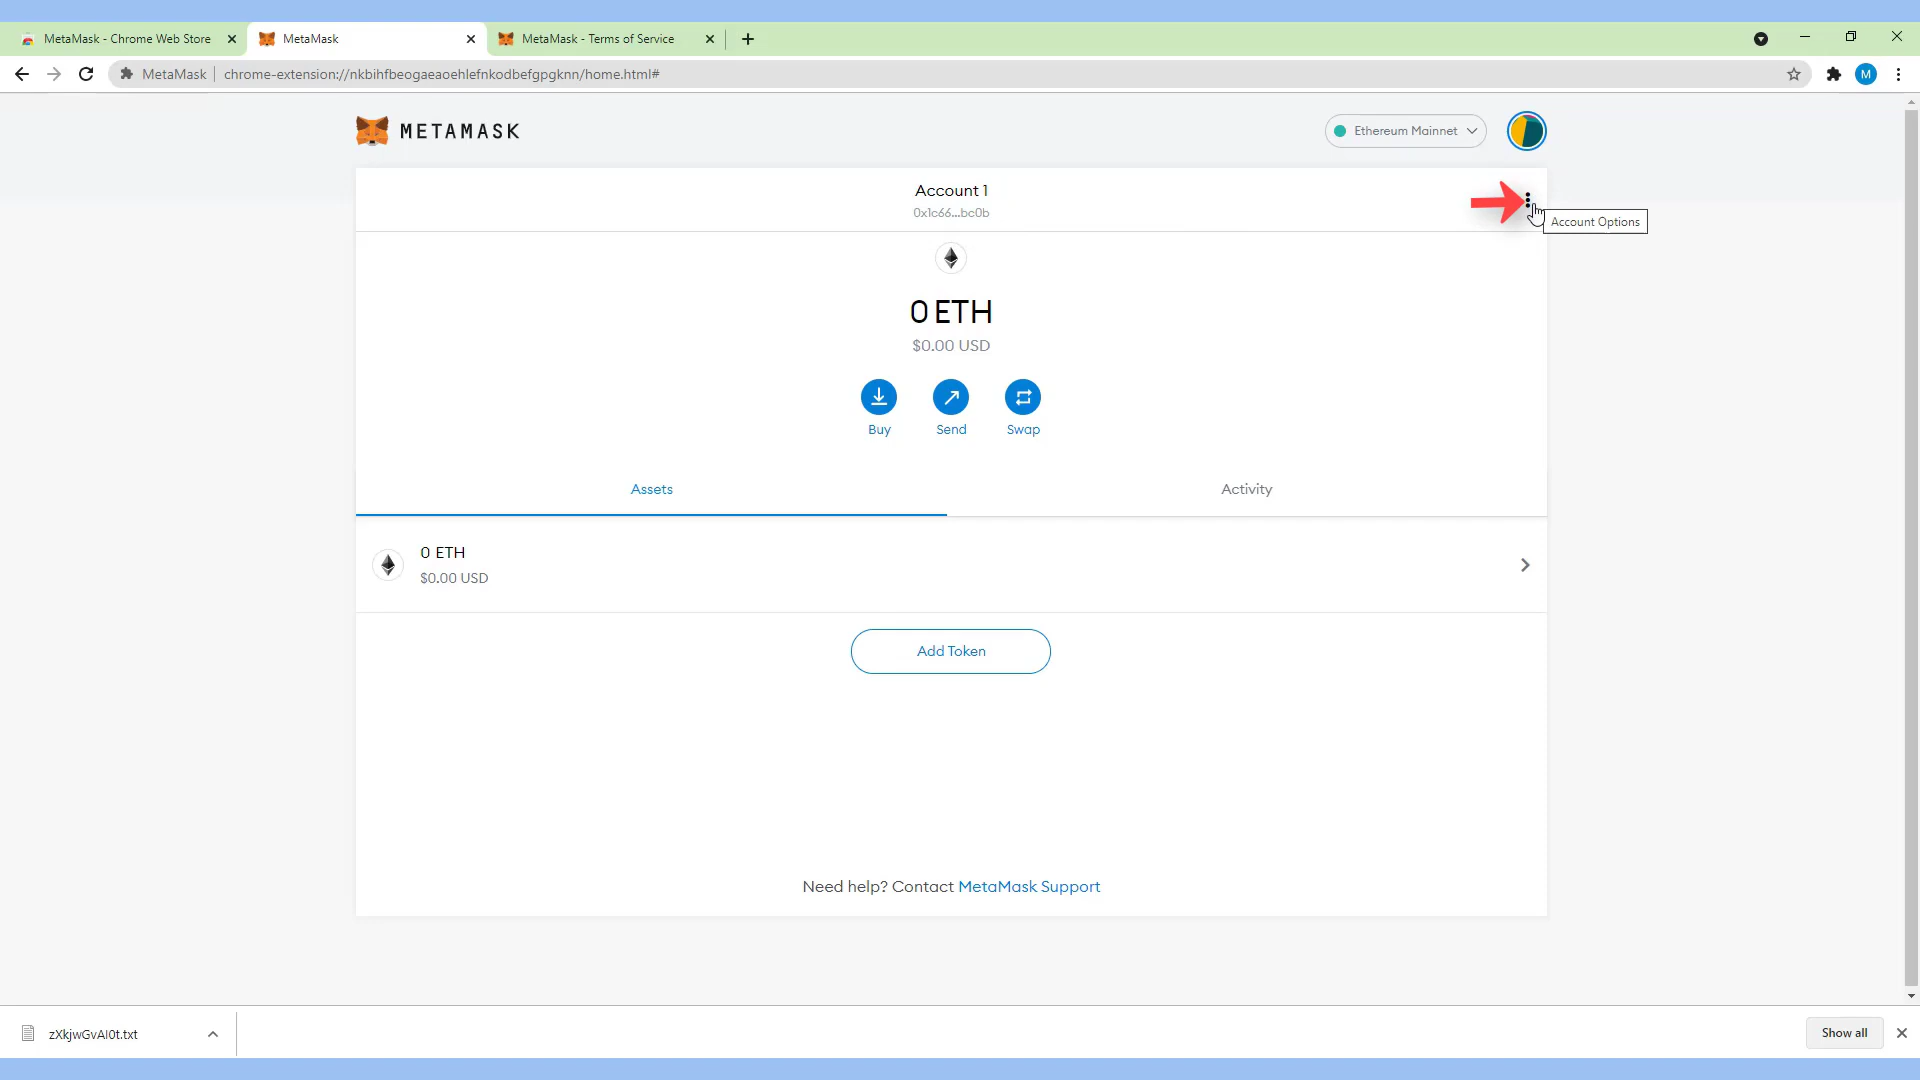 MetaMask - Chrome Web Store
MetaMask
MetaMask - Terms of Service
MetaMask
chrome-extension://nkbihfbeogaeaoehlefnkodbefgpgknn/home.html#
M
METAMASK
Ethereum Mainnet
Account 1
0x1c66...bc0b
Account Options
0 ETH
$0.00 USD
Buy
Send
Swap
Assets
Activity
0 ETH
$0.00 USD
Add Token
Need help? Contact MetaMask Support
zXkjwGvAI0t.txt
Show all